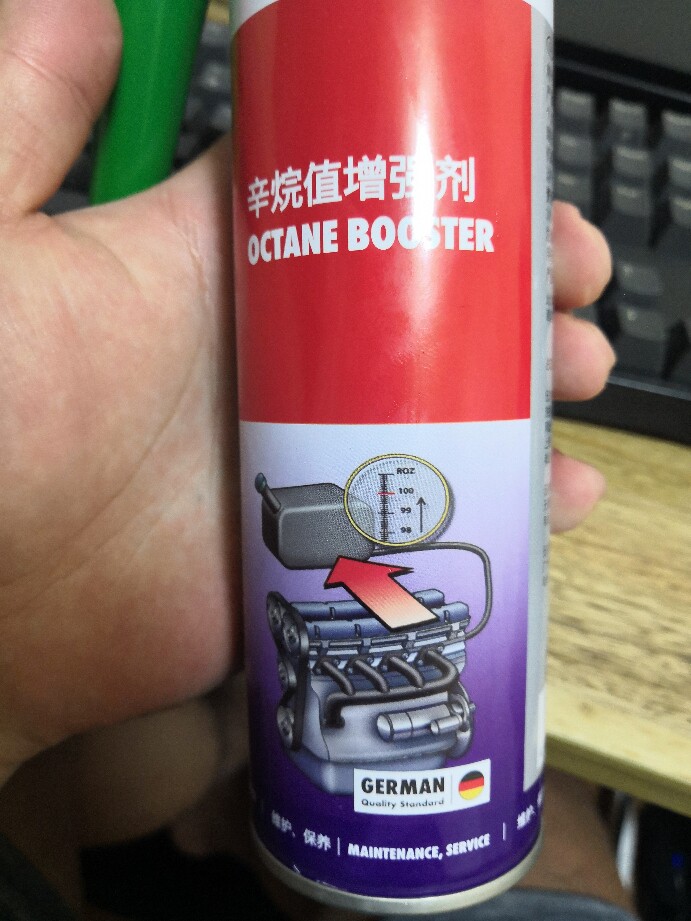 辛烷值增强剂
OCTANE BOOSTER
ROZ
100
99
98
GERMAN
Quality Standard
维护、保养 | MAINTENANCE, SERVICE |